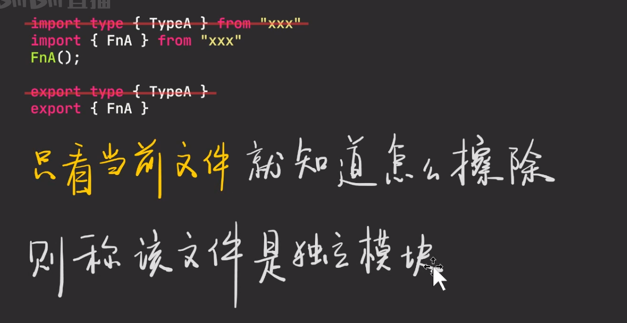 import type { TypeA } from "xxx"
import { FnA } from "xxx"
FnA();
export type { TypeA }
export { FnA }
只看当前文件 就知道怎么擦除
则称该文件是独立模块